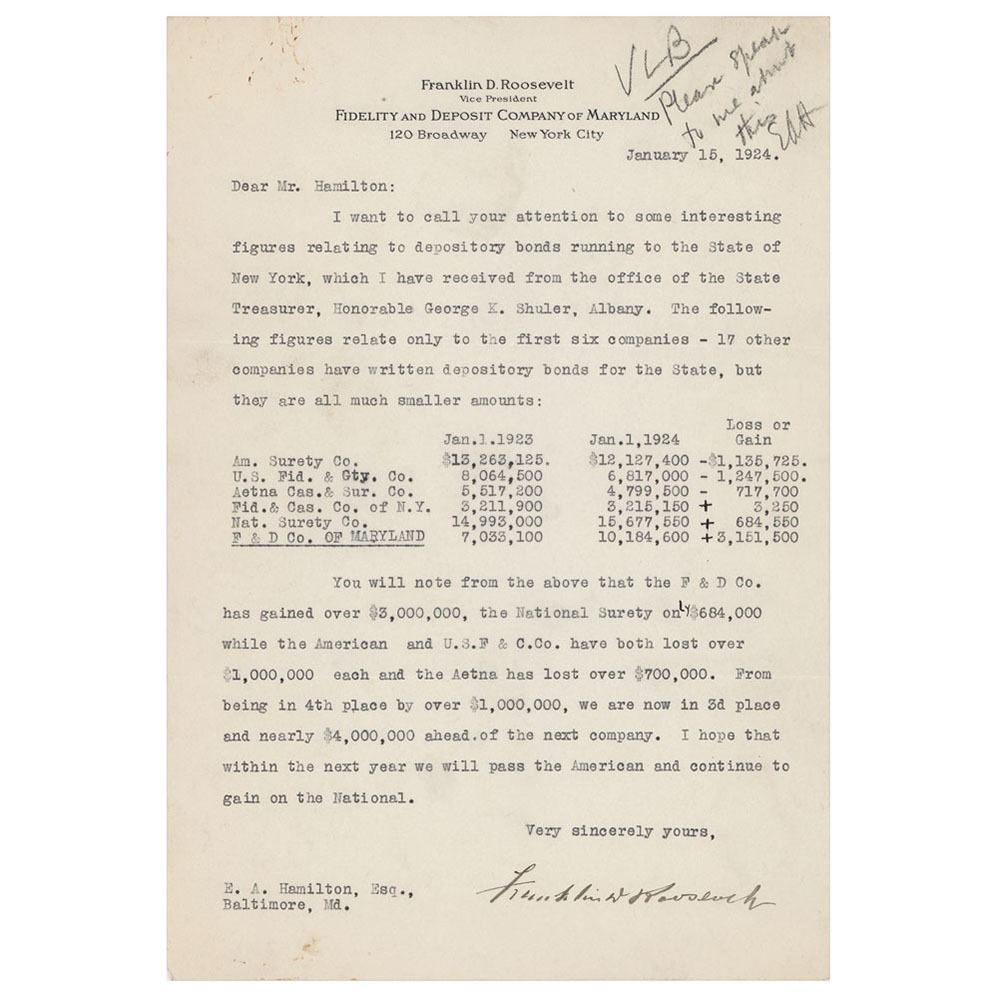 VLB
Please speak
to me about
this
EAH
Franklin D. Roosevelt
Vice President
Fidelity and Deposit Company of Maryland
120 Broadway New York City
January 15, 1924.
Dear Mr. Hamilton:
I want to call your attention to some interesting
figures relating to depository bonds running to the State of
New York, which I have received from the office of the State
Treasurer, Honorable George K. Shuler, Albany. The follow-
ing figures relate only to the first six companies - 17 other
companies have written depository bonds for the State, but
they are all much smaller amounts:
Loss or
Jan.1.1923 Jan.1,1924 Gain
Am. Surety Co. $13,263,125. $12,127,400 -$1,135,725.
U.S. Fid. & Gty. Co. 8,064,500 6,817,000 - 1,247,500.
Aetna Cas.& Sur. Co. 5,517,200 4,799,500 - 717,700
Fid.& Cas. Co. of N.Y. 3,211,900 3,215,150 + 3,250
Nat. Surety Co. 14,993,000 15,677,550 + 684,550
F & D Co. OF MARYLAND 7,033,100 10,184,600 +3,151,500
You will note from the above that the F & D Co.
has gained over $3,000,000, the National Surety only $684,000
while the American and U.S.F & C.Co. have both lost over
$1,000,000 each and the Aetna has lost over $700,000. From
being in 4th place by over $1,000,000, we are now in 3d place
and nearly $4,000,000 ahead.of the next company. I hope that
within the next year we will pass the American and continue to
gain on the National.
Very sincerely yours,
E. A. Hamilton, Esq.,
Baltimore, Md.
Franklin D Roosevelt